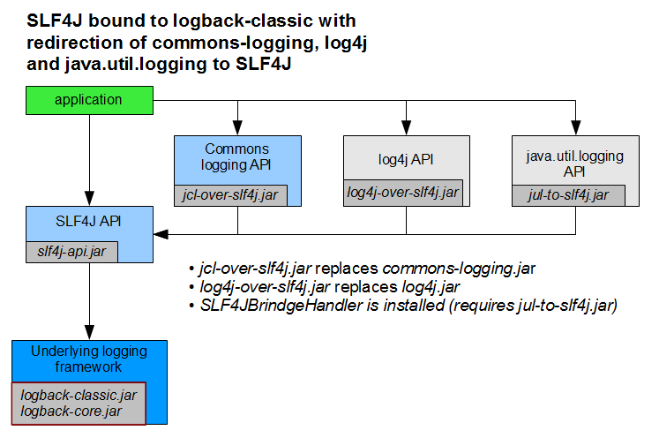 SLF4J bound to logback-classic with
redirection of commons-logging, log4j
and java.util.logging to SLF4J
application
Commons
logging API
jcl-over-slf4j.jar
log4j API
log4j-over-slf4j.jar
java.util.logging
API
jul-to-slf4j.jar
SLF4J API
slf4j-api.jar
• jcl-over-slf4j.jar replaces commons-logging.jar
• log4j-over-slf4j.jar replaces log4j.jar
• SLF4JBrindgeHandler is installed (requires jul-to-slf4j.jar)
Underlying logging
framework
logback-classic.jar
logback-core.jar